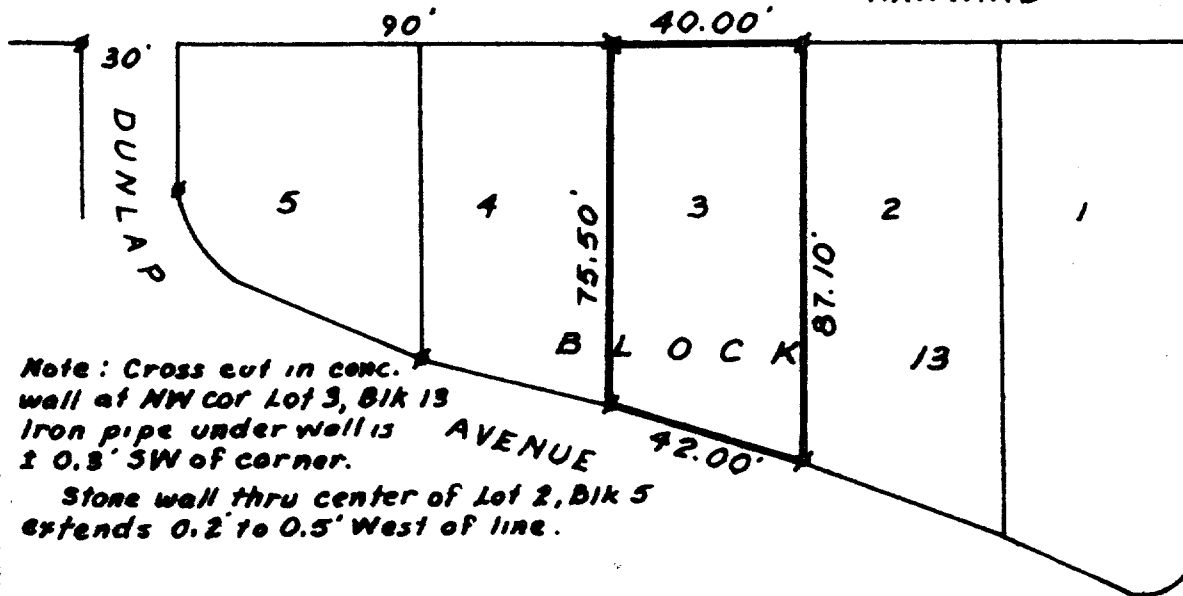 90'
40.00'
30'
DUNLAP
5
4
3
2
1
75.50'
87.10'
BLOCK
13
AVENUE
42.00'
Note: Cross cut in conc.
wall at NW cor Lot 3, Blk 13
Iron pipe under wall is
± 0.3' SW of corner.
Stone wall thru center of Lot 2, Blk 5
extends 0.2' to 0.5' West of line.